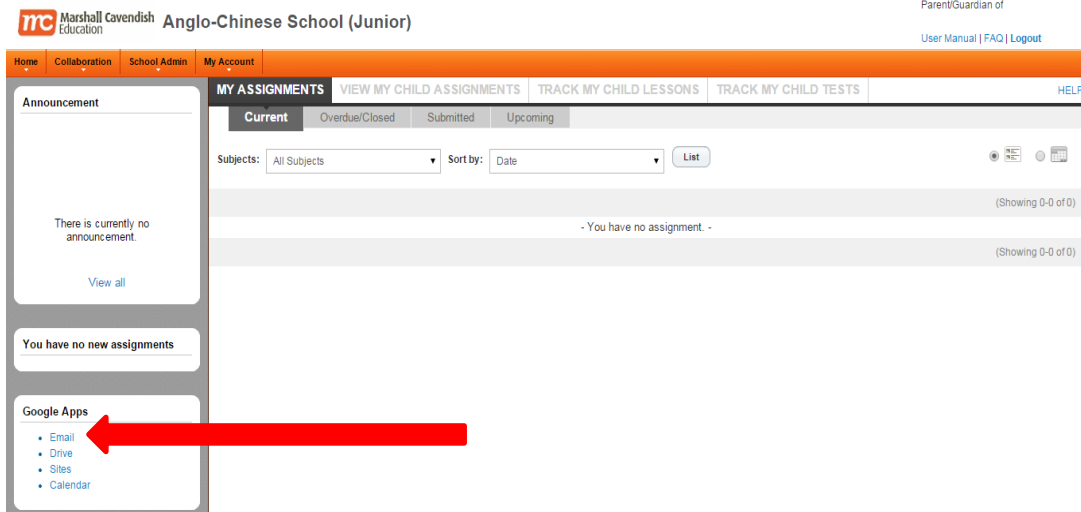 mc Marshall Cavendish Education
Anglo-Chinese School (Junior)
Parent/Guardian of
User Manual | FAQ | Logout
Home Collaboration School Admin My Account
Announcement
There is currently no
announcement.
View all
You have no new assignments
Google Apps
Email
Drive
Sites
Calendar
MY ASSIGNMENTS VIEW MY CHILD ASSIGNMENTS TRACK MY CHILD LESSONS TRACK MY CHILD TESTS HELP
Current Overdue/Closed Submitted Upcoming
Subjects: All Subjects Sort by: Date List
(Showing 0-0 of 0)
- You have no assignment. -
(Showing 0-0 of 0)